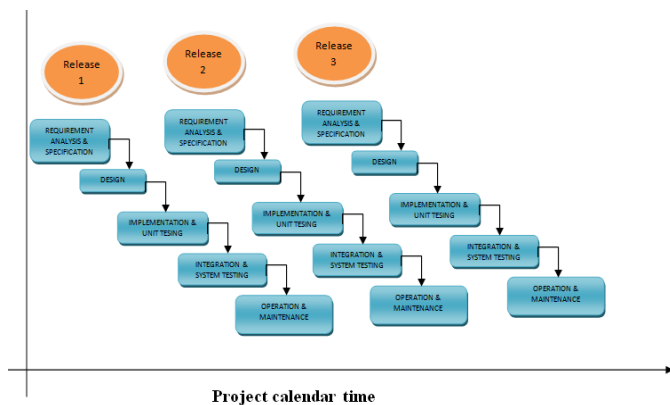 Release
1
Release
2
Release
3
REQUIREMENT
ANALYSIS &
SPECIFICATION
DESIGN
IMPLEMENTATION &
UNIT TESING
INTEGRATION &
SYSTEM TESTING
OPERATION &
MAINTENANCE
REQUIREMENT
ANALYSIS &
SPECIFICATION
DESIGN
IMPLEMENTATION &
UNIT TESING
INTEGRATION &
SYSTEM TESTING
OPERATION &
MAINTENANCE
REQUIREMENT
ANALYSIS &
SPECIFICATION
DESIGN
IMPLEMENTATION &
UNIT TESING
INTEGRATION &
SYSTEM TESTING
OPERATION &
MAINTENANCE
Project calendar time